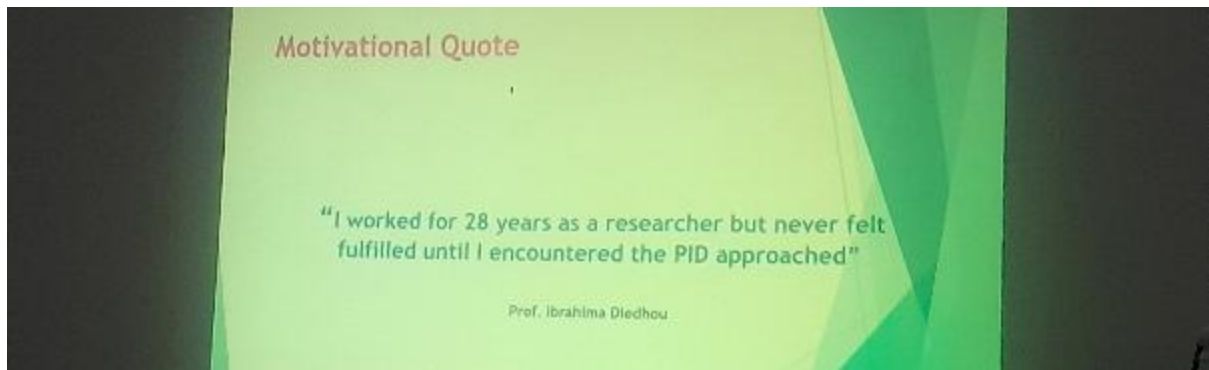 Motivational Quote
“I worked for 28 years as a researcher but never felt
fulfilled until I encountered the PID approached”
Prof. Ibrahima Diedhou